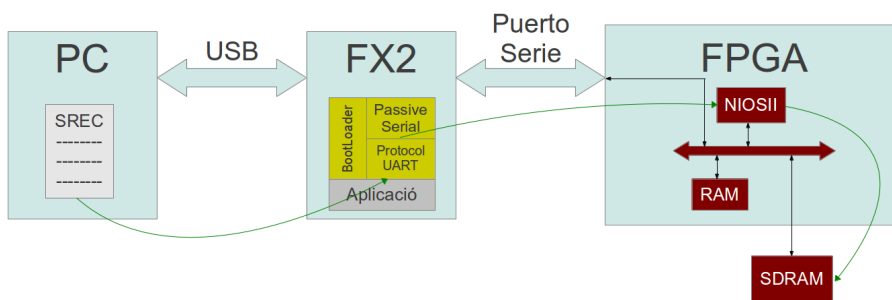 PC
USB
FX2
Puerto
Serie
FPGA
SREC
--------
--------
--------
BootLoader
Passive
Serial
Protocol
UART
Aplicació
NIOSII
RAM
SDRAM